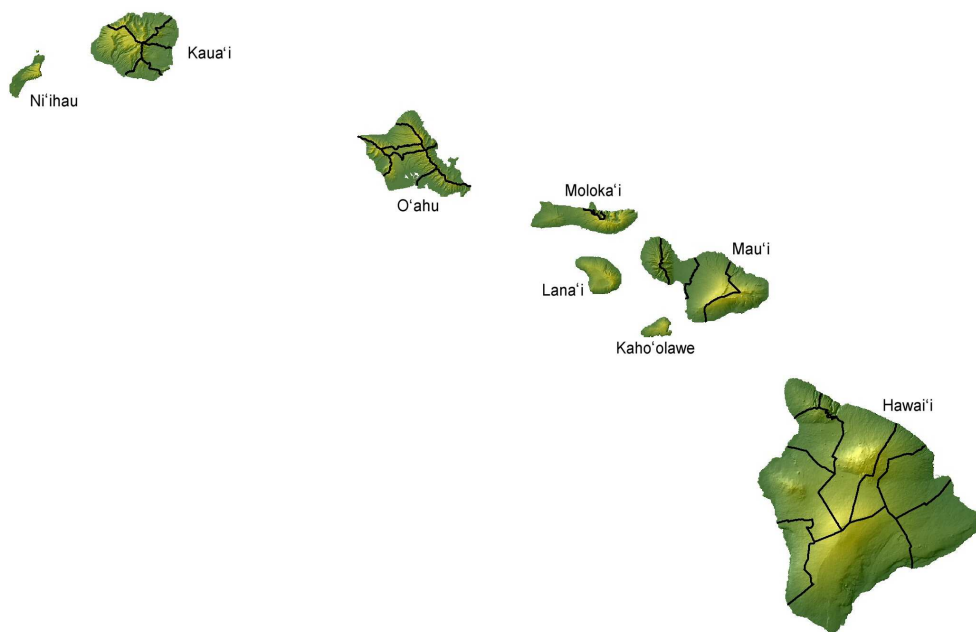 Kaua‘i
Ni‘ihau
O‘ahu
Moloka‘i
Mau‘i
Lana‘i
Kaho‘olawe
Hawai‘i